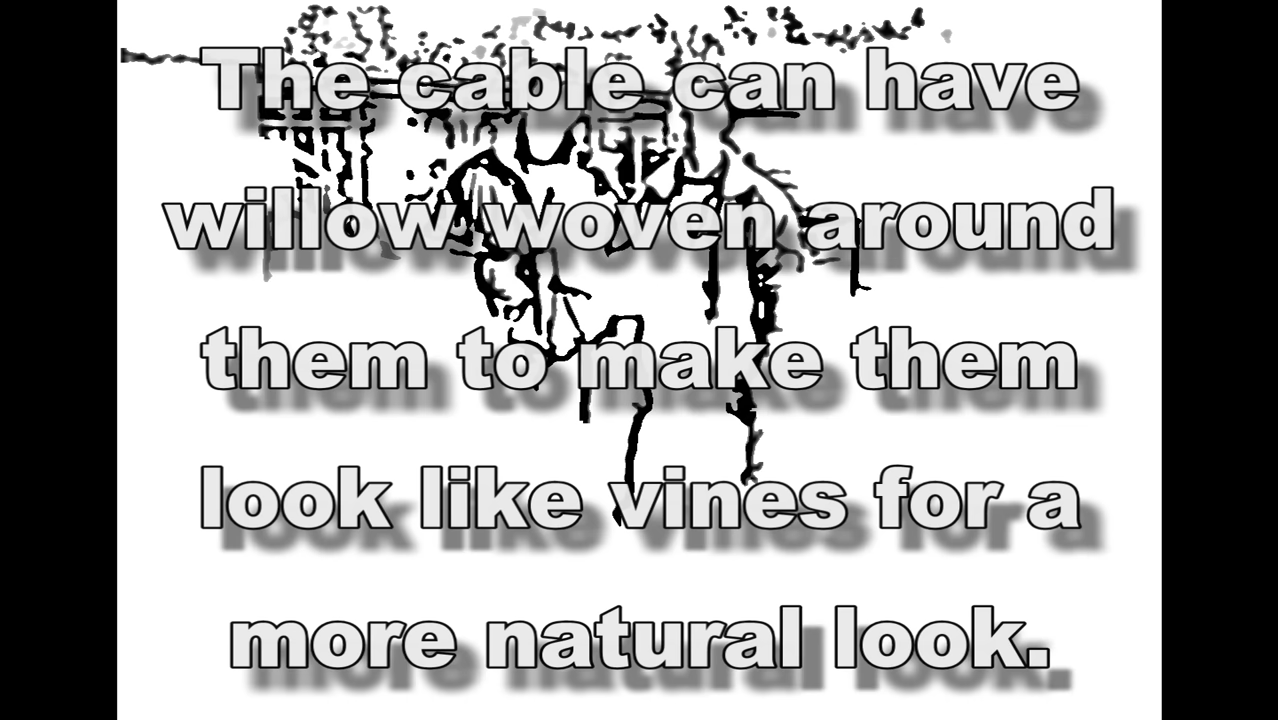 The cable can have
willow woven around
them to make them
look like vines for a
more natural look.